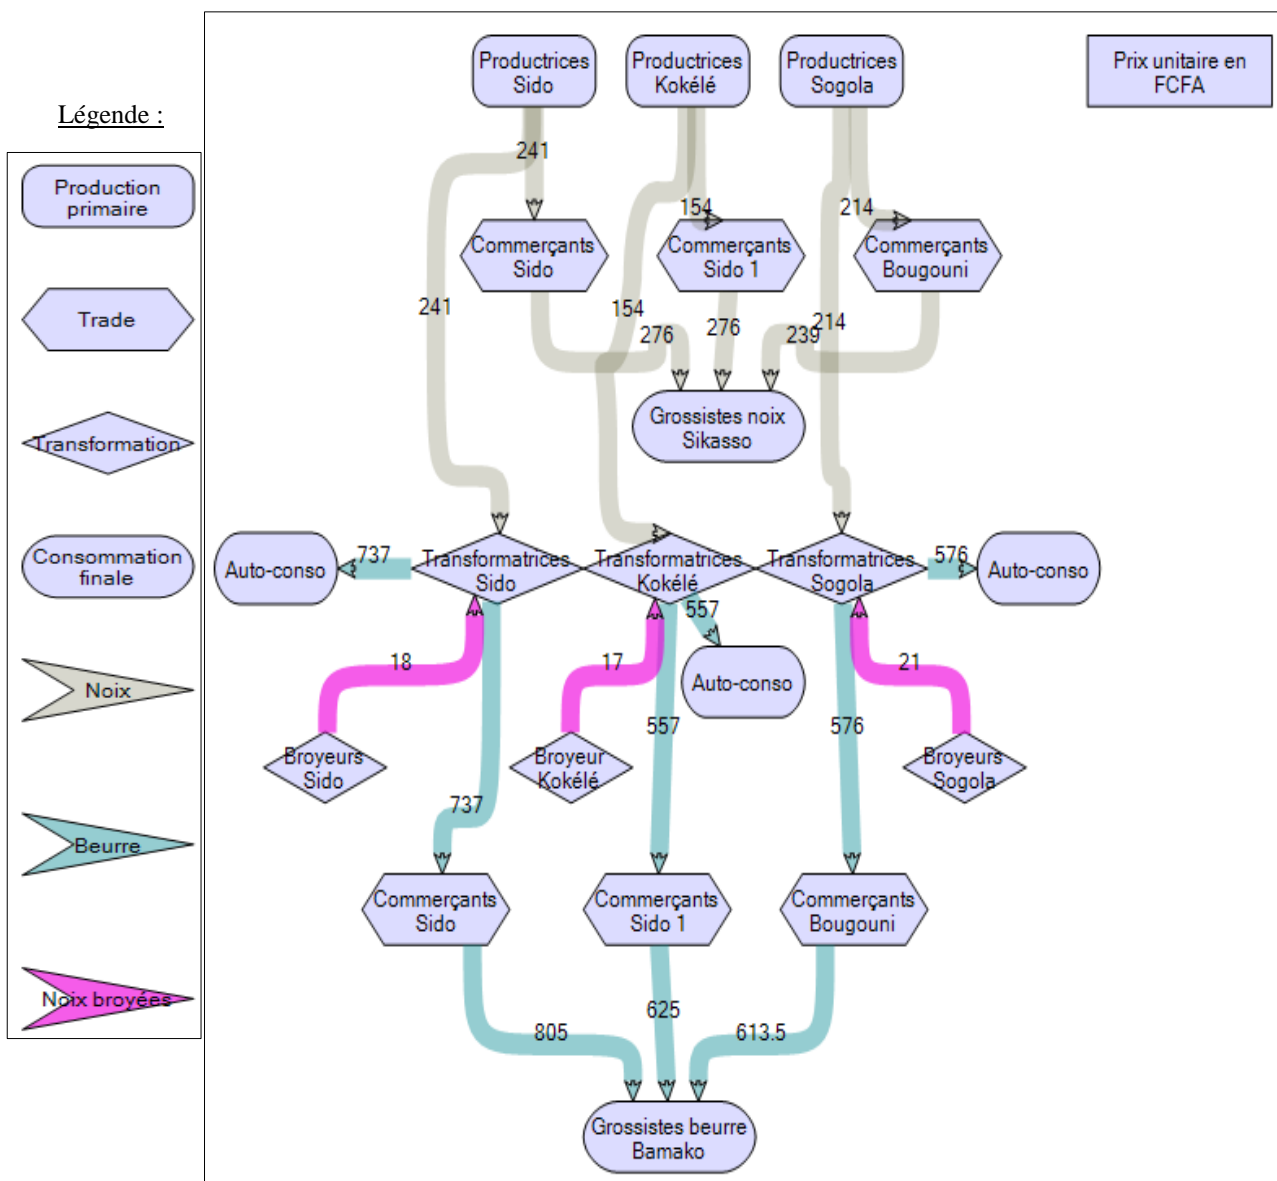 Légende :
Production
primaire
Trade
Transformation
Consommation
finale
Noix
Beurre
Noix broyées
Productrices
Sido
Productrices
Kokélé
Productrices
Sogola
Prix unitaire en
FCFA
241
154
214
Commerçants
Sido
Commerçants
Sido 1
Commerçants
Bougouni
241
154
214
276
276
239
Grossistes noix
Sikasso
Auto-conso
737
Transformatrices
Sido
Transformatrices
Kokélé
Transformatrices
Sogola
576
Auto-conso
557
Auto-conso
18
17
21
Broyeurs
Sido
Broyeur
Kokélé
Broyeurs
Sogola
737
557
576
Commerçants
Sido
Commerçants
Sido 1
Commerçants
Bougouni
805
625
613.5
Grossistes beurre
Bamako